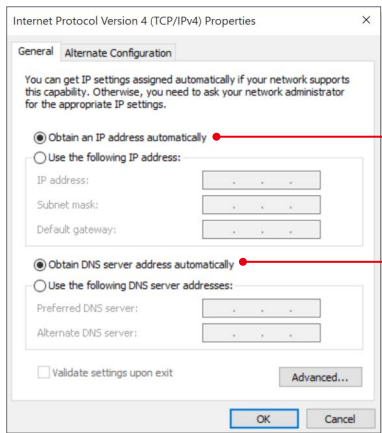 Internet Protocol Version 4 (TCP/IPv4) Properties
General
Alternate Configuration
You can get IP settings assigned automatically if your network supports
this capability. Otherwise, you need to ask your network administrator
for the appropriate IP settings.
Obtain an IP address automatically
Use the following IP address:
IP address:
Subnet mask:
Default gateway:
Obtain DNS server address automatically
Use the following DNS server addresses:
Preferred DNS server:
Alternate DNS server:
Validate settings upon exit
Advanced...
OK
Cancel